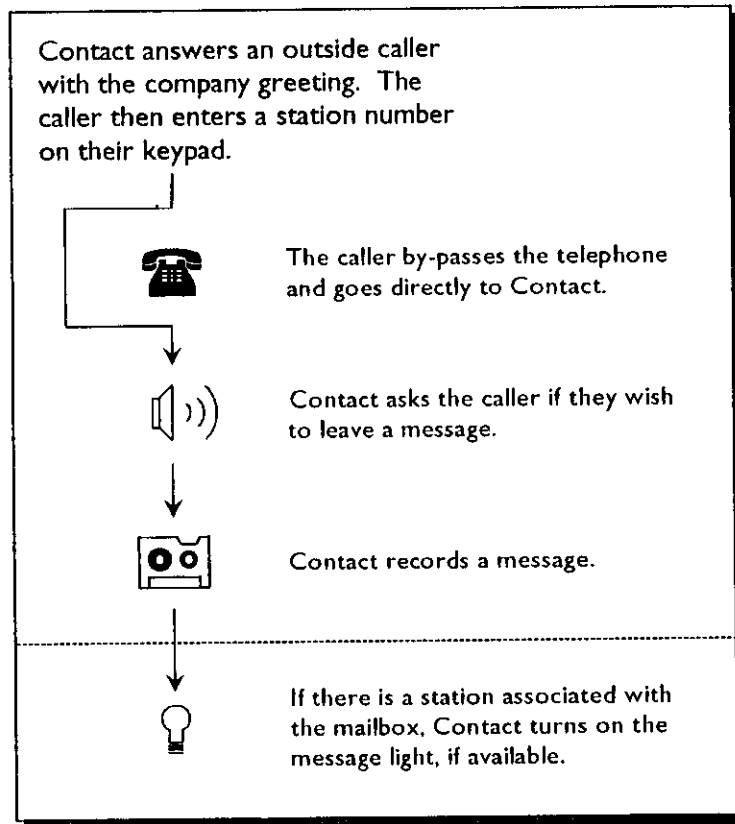 Contact answers an outside caller
with the company greeting. The
caller then enters a station number
on their keypad.
The caller by-passes the telephone
and goes directly to Contact.
Contact asks the caller if they wish
to leave a message.
Contact records a message.
If there is a station associated with
the mailbox, Contact turns on the
message light, if available.